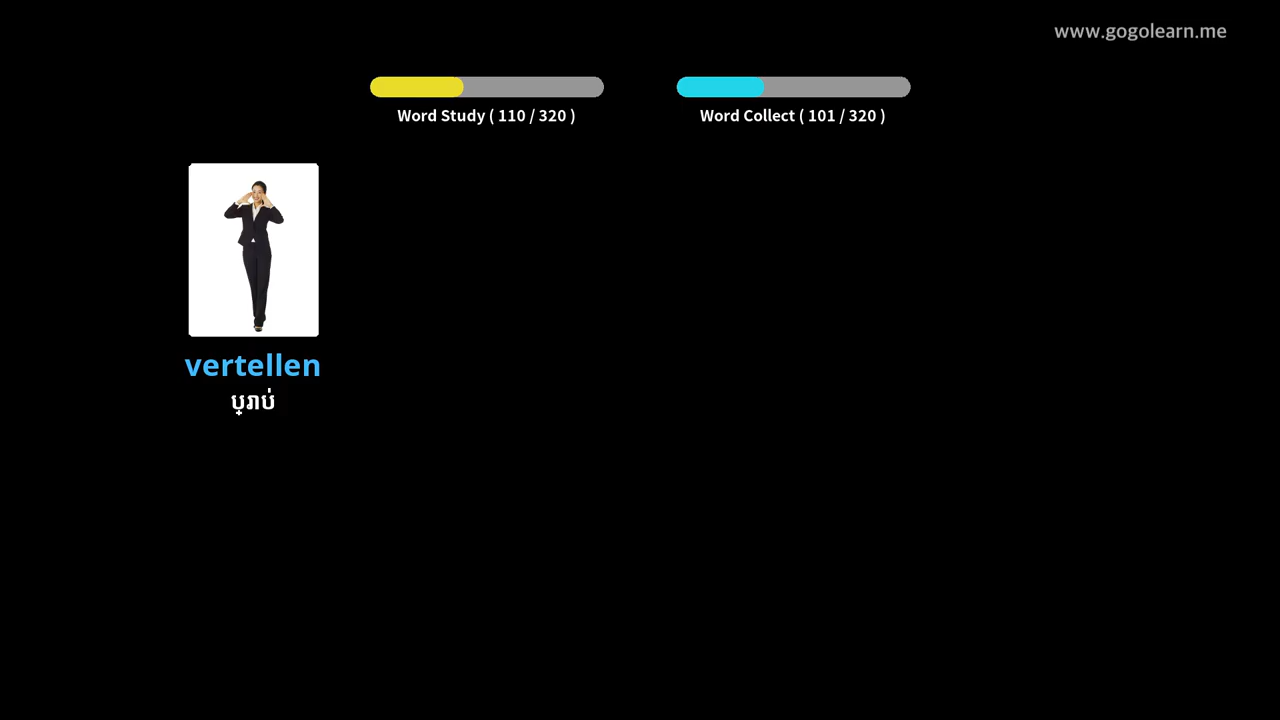 www.gogolearn.me
Word Study ( 110 / 320 )
Word Collect ( 101 / 320 )
vertellen
ប្រាប់